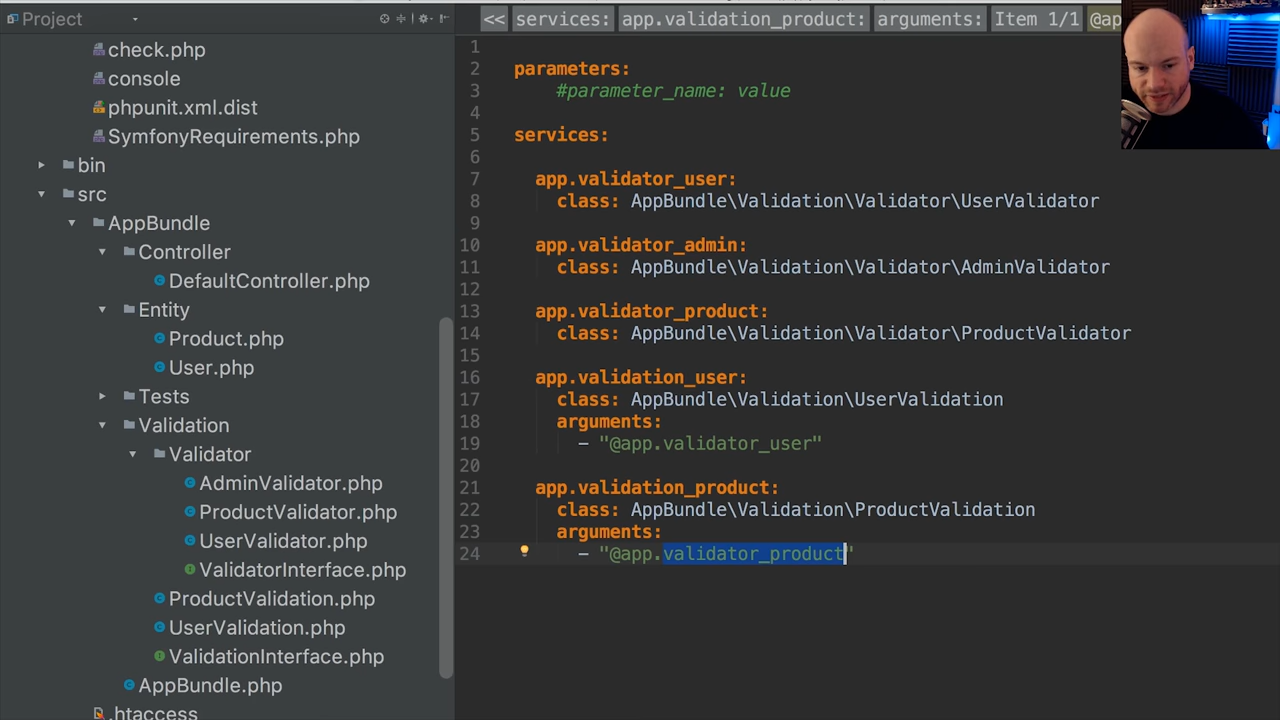 Project
check.php
console
phpunit.xml.dist
SymfonyRequirements.php
bin
src
AppBundle
Controller
DefaultController.php
Entity
Product.php
User.php
Tests
Validation
Validator
AdminValidator.php
ProductValidator.php
UserValidator.php
ValidatorInterface.php
ProductValidation.php
UserValidation.php
ValidationInterface.php
AppBundle.php
.htaccess
<< services: app.validation_product: arguments: Item 1/1 @app
1
2 parameters:
3 #parameter_name: value
4
5 services:
6
7 app.validator_user:
8 class: AppBundle\Validation\Validator\UserValidator
9
10 app.validator_admin:
11 class: AppBundle\Validation\Validator\AdminValidator
12
13 app.validator_product:
14 class: AppBundle\Validation\Validator\ProductValidator
15
16 app.validation_user:
17 class: AppBundle\Validation\UserValidation
18 arguments:
19 - "@app.validator_user"
20
21 app.validation_product:
22 class: AppBundle\Validation\ProductValidation
23 arguments:
24 - "@app.validator_product"